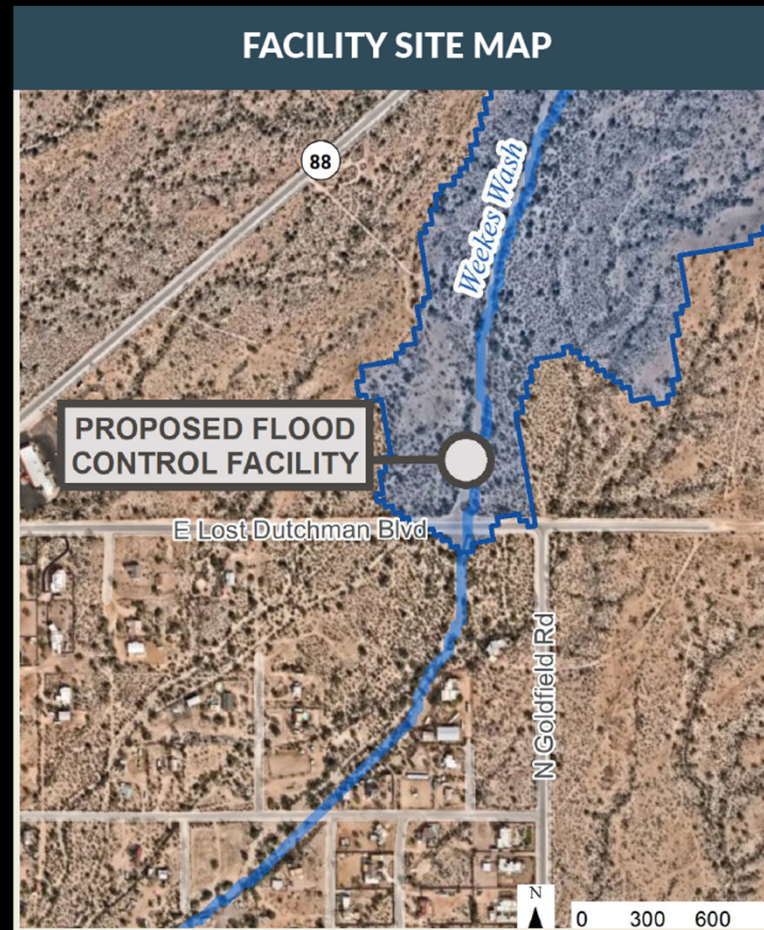 FACILITY SITE MAP
88
Weekes Wash
PROPOSED FLOOD
CONTROL FACILITY
E Lost Dutchman Blvd
N Goldfield Rd
N
0 300 600